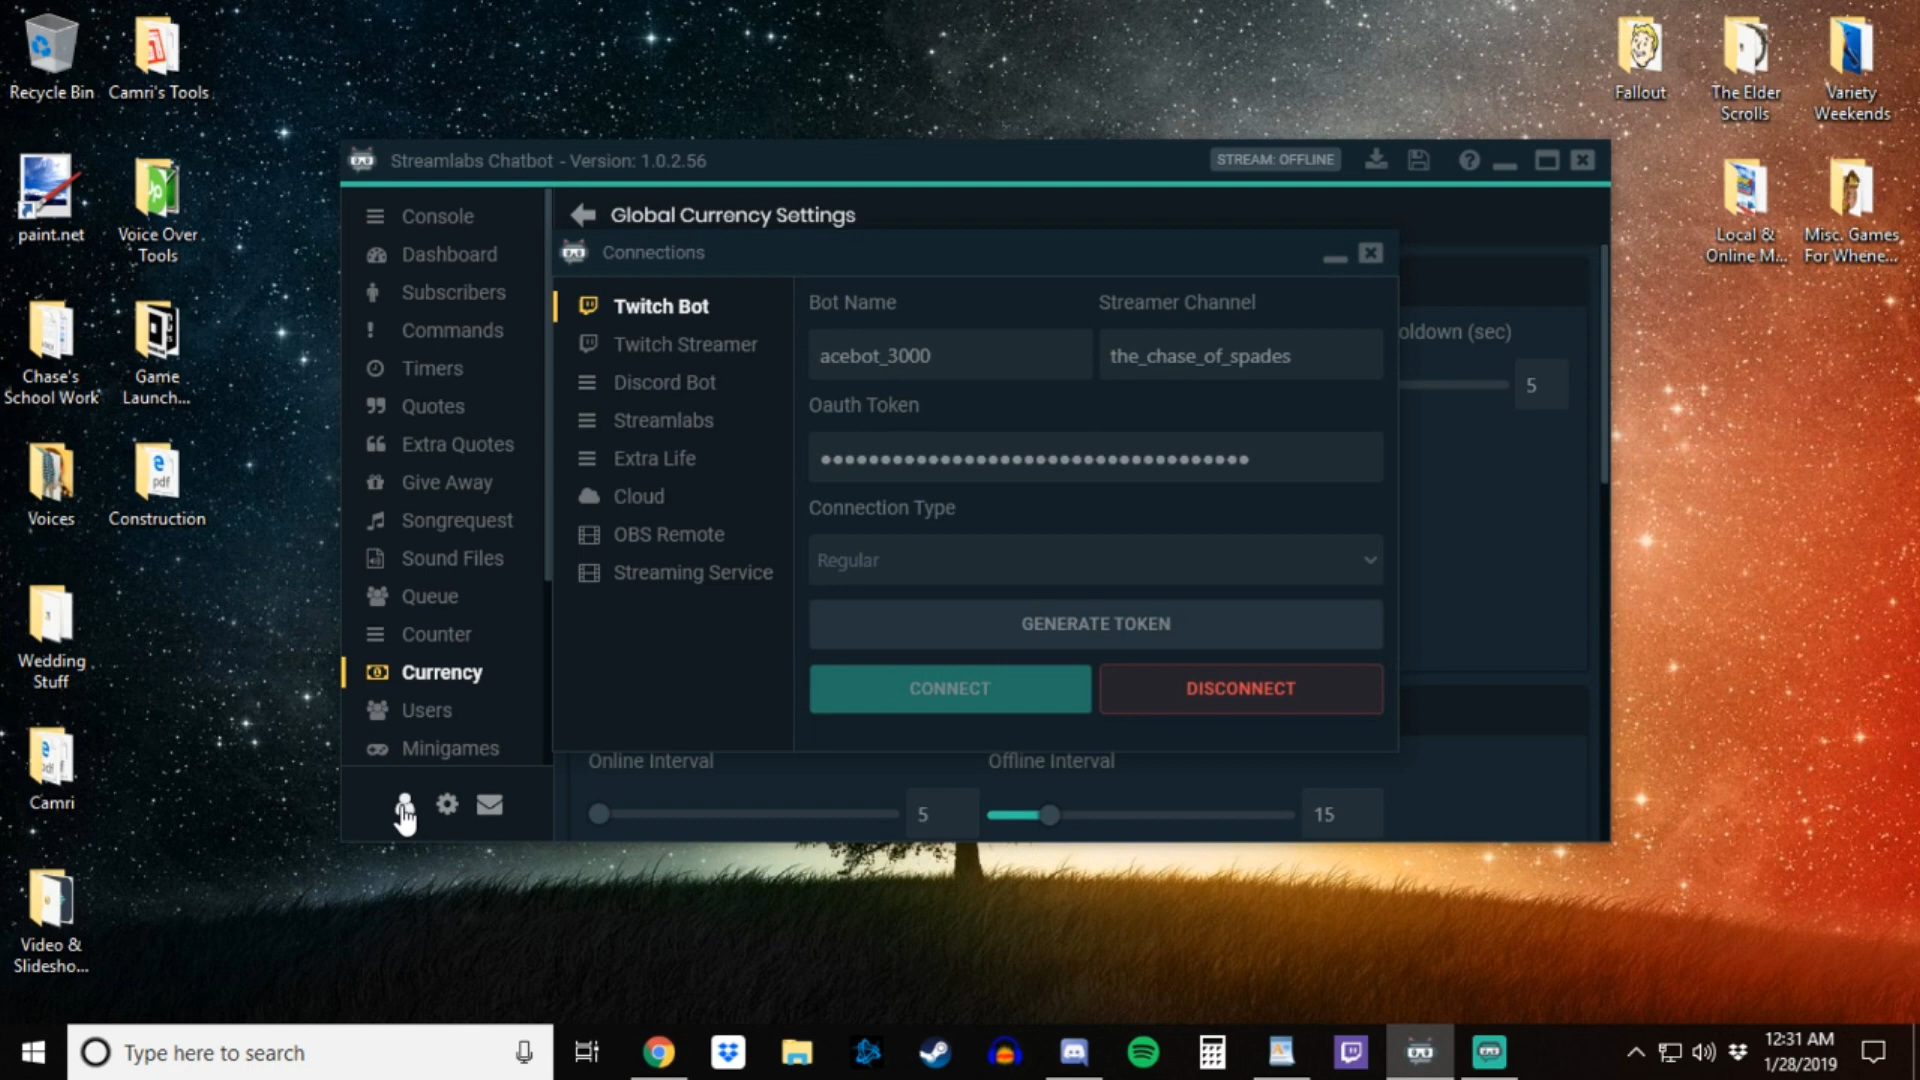 Recycle Bin
Camri's Tools
Fallout
The Elder
Scrolls
Variety
Weekends
paint.net
Voice Over
Tools
Local &
Online M...
Misc. Games
For Whene...
Chase's
School Work
Game
Launch...
Voices
Construction
Wedding
Stuff
Camri
Video &
Slidesho...
Streamlabs Chatbot - Version: 1.0.2.56
STREAM: OFFLINE
Console
Dashboard
Subscribers
Commands
Timers
Quotes
Extra Quotes
Give Away
Songrequest
Sound Files
Queue
Counter
Currency
Users
Minigames
Global Currency Settings
Connections
Twitch Bot
Twitch Streamer
Discord Bot
Streamlabs
Extra Life
Cloud
OBS Remote
Streaming Service
Bot Name
Streamer Channel
acebot_3000
the_chase_of_spades
Oauth Token
Connection Type
Regular
GENERATE TOKEN
CONNECT
DISCONNECT
oldown (sec)
5
Online Interval
Offline Interval
5
15
Type here to search
12:31 AM
1/28/2019